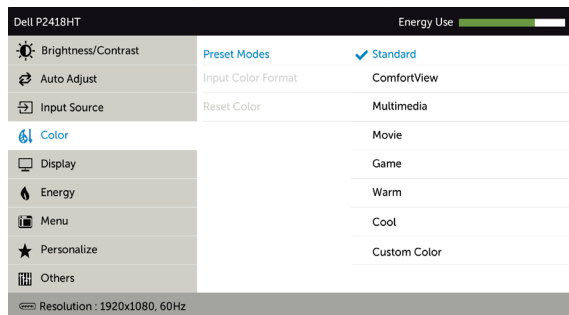 Dell P2418HT
Energy Use
Brightness/Contrast
Auto Adjust
Input Source
Color
Display
Energy
Menu
Personalize
Others
Preset Modes
Input Color Format
Reset Color
Standard
ComfortView
Multimedia
Movie
Game
Warm
Cool
Custom Color
Resolution : 1920x1080, 60Hz